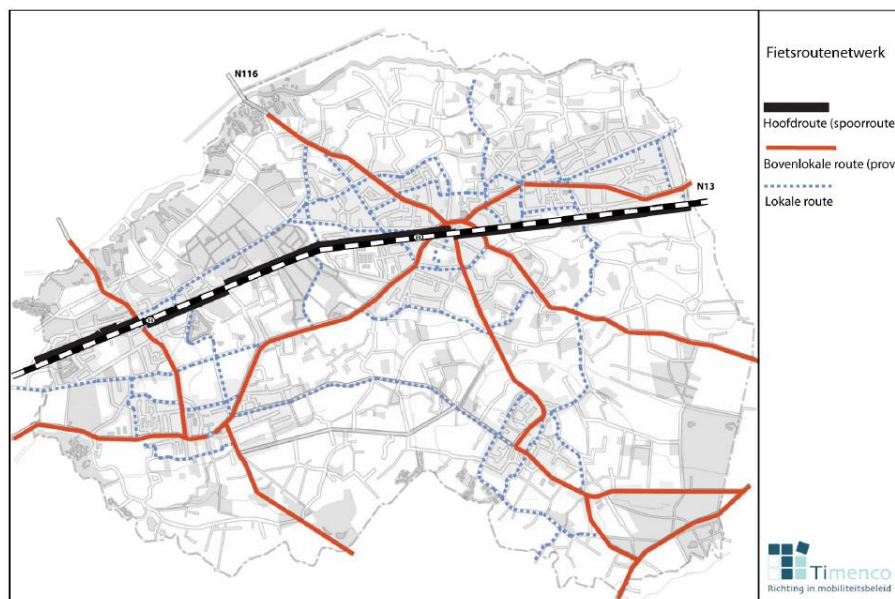 N116
N13
Fietsroutenetwerk
Hoofdroute (spoorroute
Bovenlokale route (prov
Lokale route
Timenco
Richting in mobiliteitsbeleid